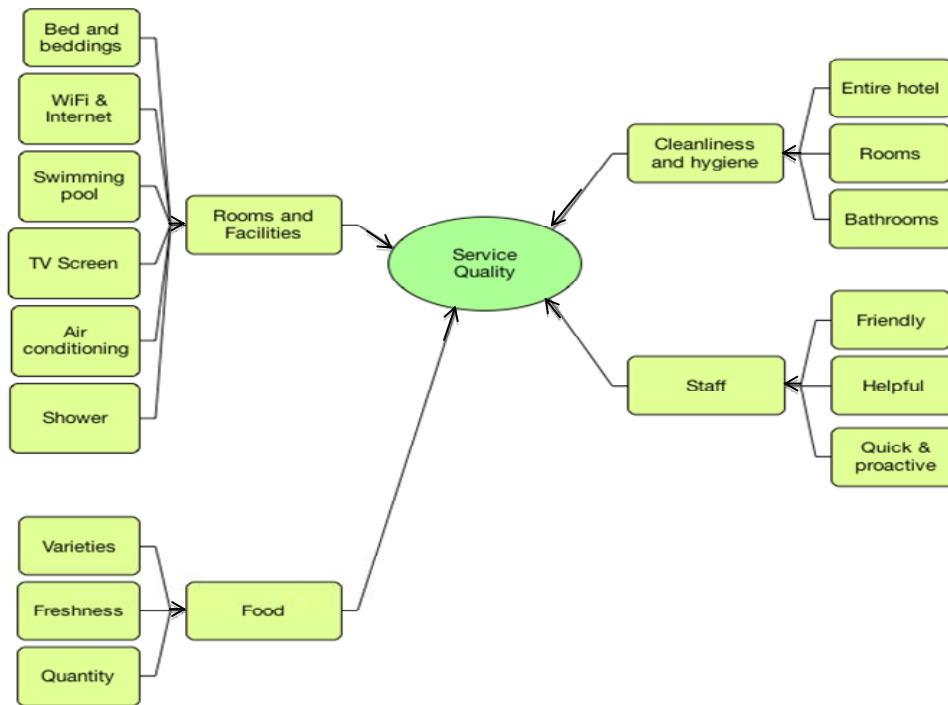 Bed and
beddings
WiFi &
Internet
Swimming
pool
TV Screen
Air
conditioning
Shower
Rooms and
Facilities
Varieties
Freshness
Quantity
Food
Service
Quality
Cleanliness
and hygiene
Entire hotel
Rooms
Bathrooms
Staff
Friendly
Helpful
Quick &
proactive